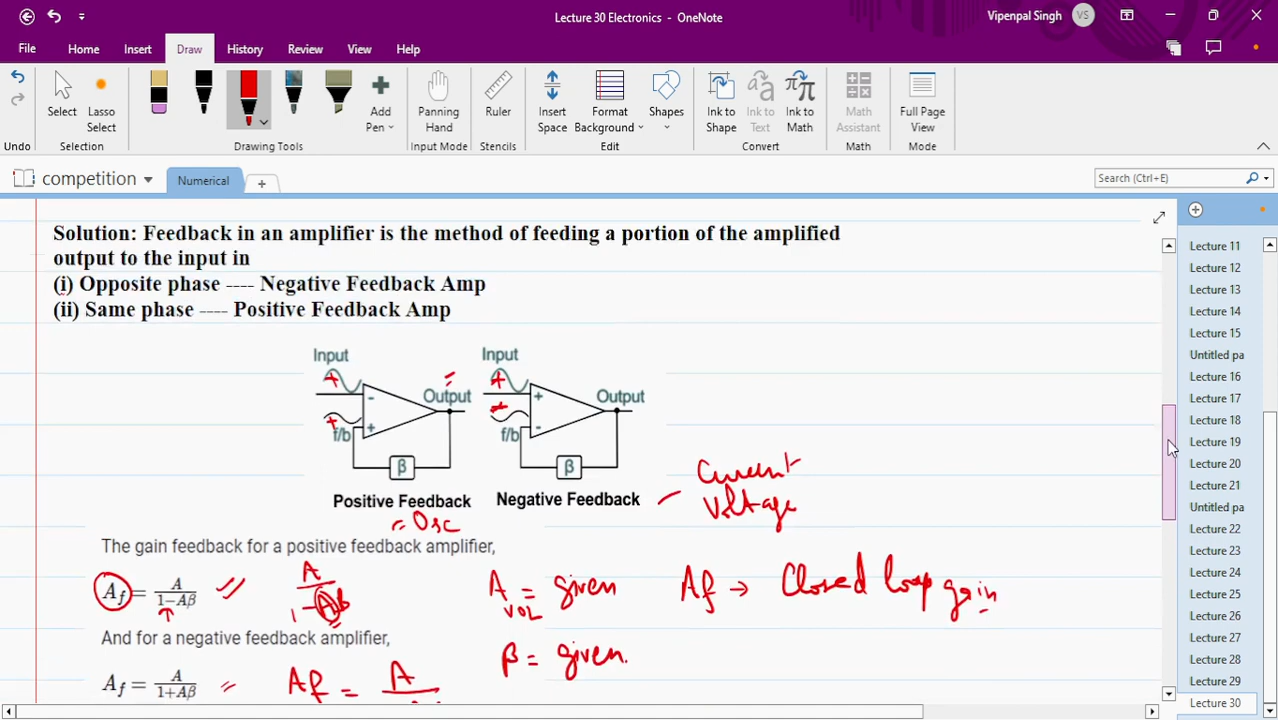 Lecture 30 Electronics - OneNote
Vipenpal Singh
VS
File
Home
Insert
Draw
History
Review
View
Help
Undo
Select
Lasso Select
Add Pen
Panning Hand
Ruler
Insert Space
Format Background
Shapes
Ink to Shape
Ink to Text
Ink to Math
Math Assistant
Full Page View
Undo
Selection
Drawing Tools
Input Mode
Stencils
Edit
Convert
Math
Mode
competition
Numerical
Search (Ctrl+E)
Solution: Feedback in an amplifier is the method of feeding a portion of the amplified
output to the input in
(i) Opposite phase ---- Negative Feedback Amp
(ii) Same phase ---- Positive Feedback Amp
Input
Input
Output
Output
f/b
f/b
β
β
Positive Feedback
Negative Feedback
= Osc
Current
Voltage
The gain feedback for a positive feedback amplifier,
A_f = A/(1−Aβ)
A/(1−Aβ)
A_VOL = given
Af → Closed loop gain
And for a negative feedback amplifier,
β = given.
A_f = A/(1+Aβ)
Af = A
Lecture 11
Lecture 12
Lecture 13
Lecture 14
Lecture 15
Untitled pa
Lecture 16
Lecture 17
Lecture 18
Lecture 19
Lecture 20
Lecture 21
Untitled pa
Lecture 22
Lecture 23
Lecture 24
Lecture 25
Lecture 26
Lecture 27
Lecture 28
Lecture 29
Lecture 30